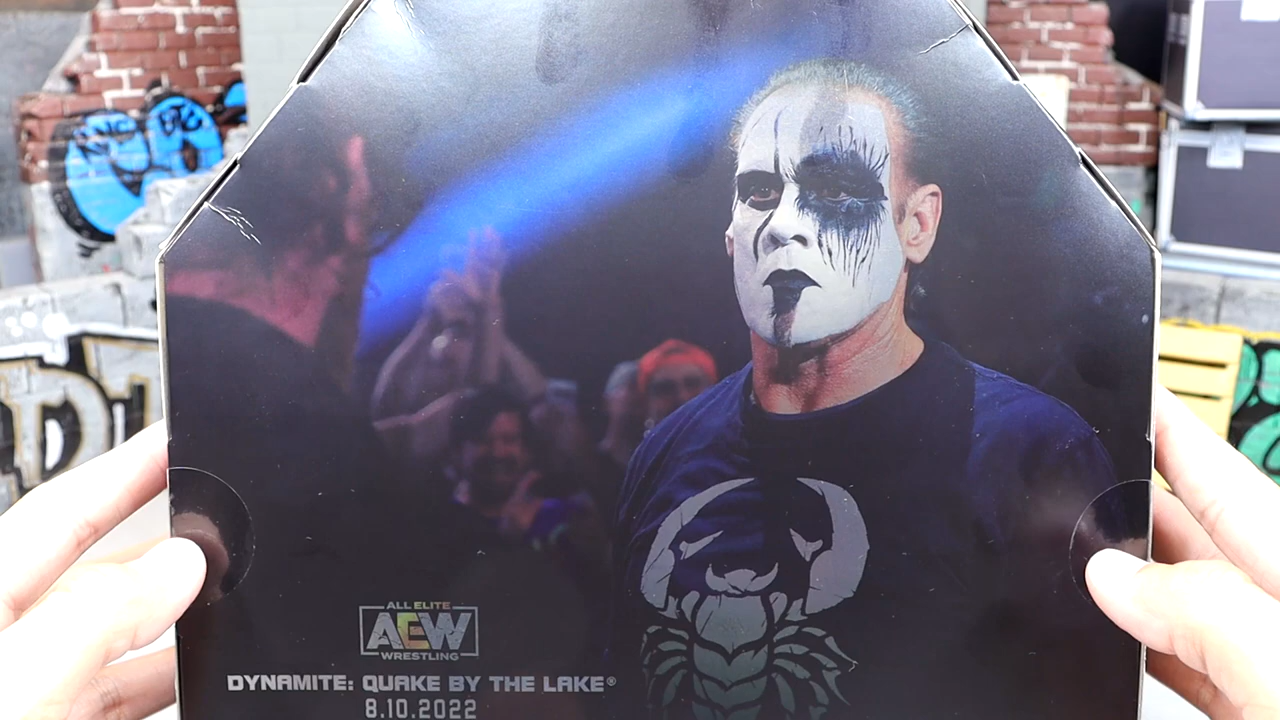 ALL ELITE
AEW
WRESTLING
DYNAMITE: QUAKE BY THE LAKE®
8.10.2022